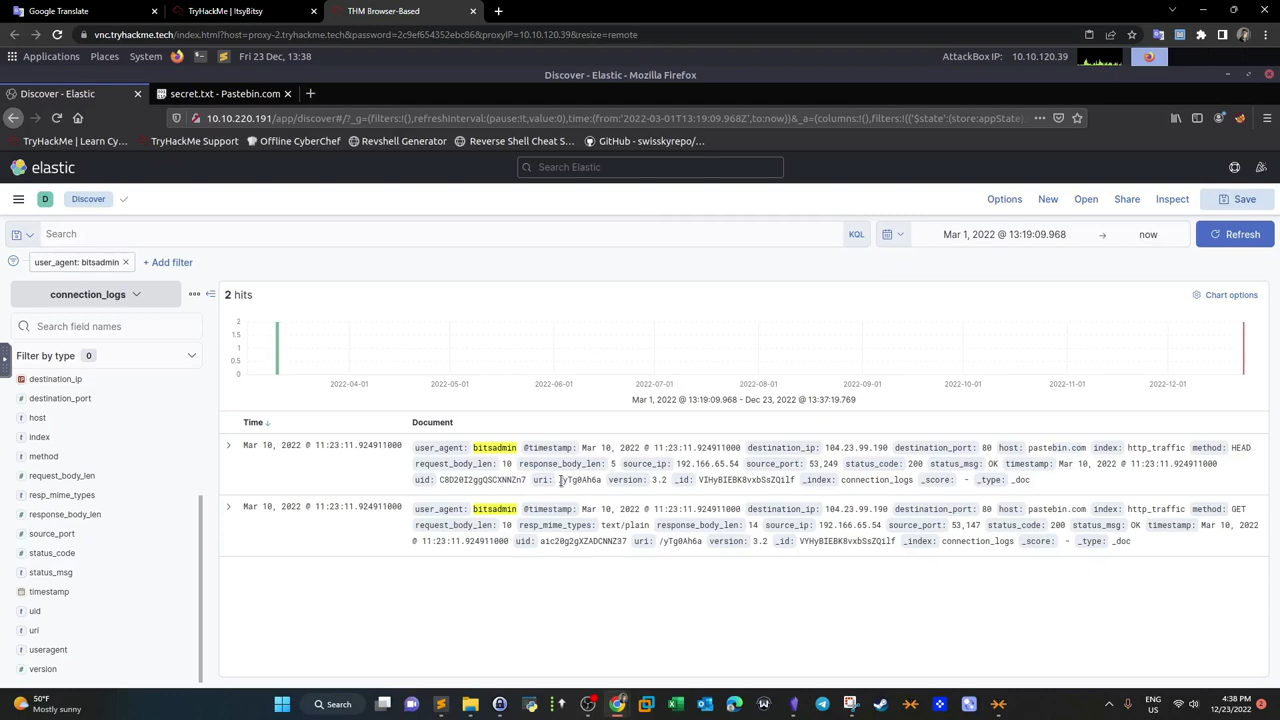 Google Translate
TryHackMe | ItsyBitsy
THM Browser-Based
vnc.tryhackme.tech/index.html?host=proxy-2.tryhackme.tech&password=2c9ef654352ebc86&proxyIP=10.10.120.39&resize=remote
Applications Places System Fri 23 Dec, 13:38 AttackBox IP: 10.10.120.39
Discover - Elastic - Mozilla Firefox
Discover - Elastic
secret.txt - Pastebin.com
10.10.220.191/app/discover#/?_g=(filters:!(),refreshInterval:(pause:!t,value:0),time:(from:'2022-03-01T13:19:09.968Z',to:now))&_a=(columns:!(),filters:!(('$state':(store:appState
TryHackMe | Learn Cy... TryHackMe Support Offline CyberChef Revshell Generator Reverse Shell Cheat S... GitHub - swisskyrepo/...
elastic
Search Elastic
D Discover
Options New Open Share Inspect Save
Search KQL
Mar 1, 2022 @ 13:19:09.968 → now
Refresh
user_agent: bitsadmin × + Add filter
connection_logs
2 hits
Chart options
Search field names
Filter by type 0
destination_ip
destination_port
host
index
method
request_body_len
resp_mime_types
response_body_len
source_port
status_code
status_msg
timestamp
uid
uri
useragent
version
2
1.5
1
0.5
0
2022-04-01 2022-05-01 2022-06-01 2022-07-01 2022-08-01 2022-09-01 2022-10-01 2022-11-01 2022-12-01
Mar 1, 2022 @ 13:19:09.968 - Dec 23, 2022 @ 13:37:19.769
Time ↓ Document
Mar 10, 2022 @ 11:23:11.924911000
user_agent: bitsadmin @timestamp: Mar 10, 2022 @ 11:23:11.924911000 destination_ip: 104.23.99.190 destination_port: 80 host: pastebin.com index: http_traffic method: HEAD
request_body_len: 10 response_body_len: 5 source_ip: 192.166.65.54 source_port: 53,249 status_code: 200 status_msg: OK timestamp: Mar 10, 2022 @ 11:23:11.924911000
uid: C8D20I2ggQSCXNNZn7 uri: /yTg0Ah6a version: 3.2 _id: VIHyBIEBK8vxbSsZQilf _index: connection_logs _score: - _type: _doc
Mar 10, 2022 @ 11:23:11.924911000
user_agent: bitsadmin @timestamp: Mar 10, 2022 @ 11:23:11.924911000 destination_ip: 104.23.99.190 destination_port: 80 host: pastebin.com index: http_traffic method: GET
request_body_len: 10 resp_mime_types: text/plain response_body_len: 14 source_ip: 192.166.65.54 source_port: 53,147 status_code: 200 status_msg: OK timestamp: Mar 10, 2022
@ 11:23:11.924911000 uid: aic20g2gXZADCNNZ37 uri: /yTg0Ah6a version: 3.2 _id: VYHyBIEBK8vxbSsZQilf _index: connection_logs _score: - _type: _doc
50°F
Mostly sunny
Search
ENG
US
4:38 PM
12/23/2022